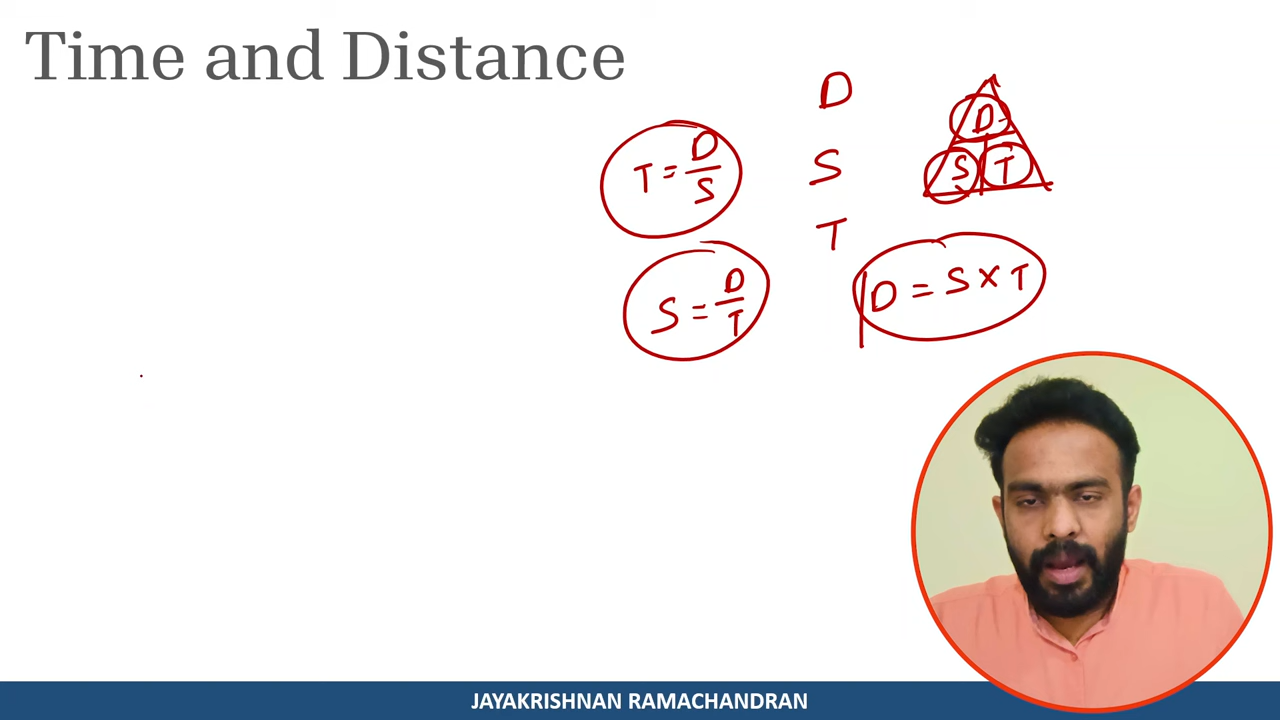 Time and Distance
D
S
T
T = D/S
D
S T
S = D/T
D = S × T
JAYAKRISHNAN RAMACHANDRAN